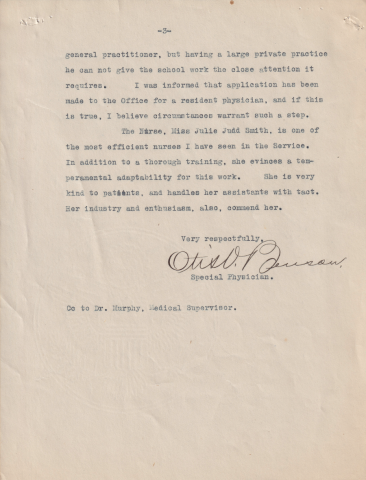 -3-
general practitioner, but having a large private practice
he can not give the school work the close attention it
requires. I was informed that application has been
made to the Office for a resident physician, and if this
is true, I believe circumstances warrant such a step.
The Nurse, Miss Julie Judd Smith, is one of
the most efficient nurses I have seen in the Service.
In addition to a thorough training, she evinces a tem-
peramental adaptability for this work. She is very
kind to patients, and handles her assistants with tact.
Her industry and enthusiasm, also, commend her.
Very respectfully,
Otis O. Benson.
Special Physician.
Cc to Dr. Murphy, Medical Supervisor.